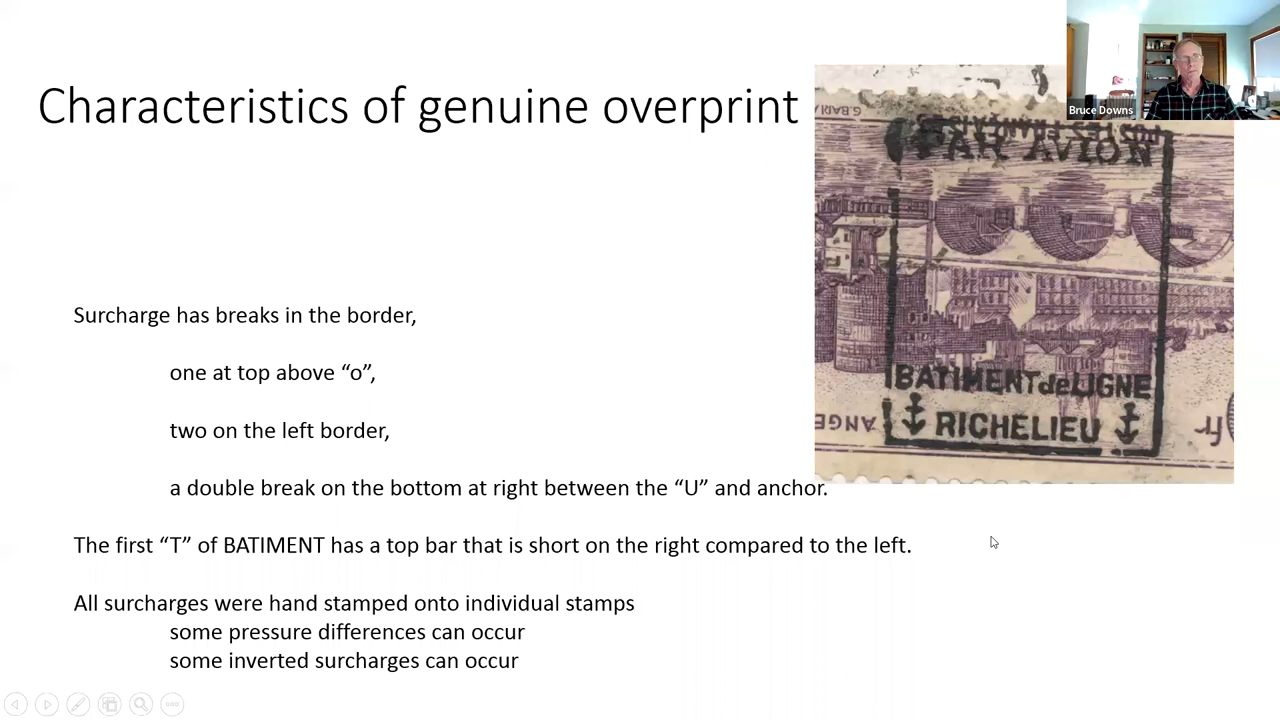 Bruce Downs
Characteristics of genuine overprint
PAR AVION
BATIMENT de LIGNE
RICHELIEU
ANGE
Surcharge has breaks in the border,
one at top above “o”,
two on the left border,
a double break on the bottom at right between the “U” and anchor.
The first “T” of BATIMENT has a top bar that is short on the right compared to the left.
All surcharges were hand stamped onto individual stamps
some pressure differences can occur
some inverted surcharges can occur